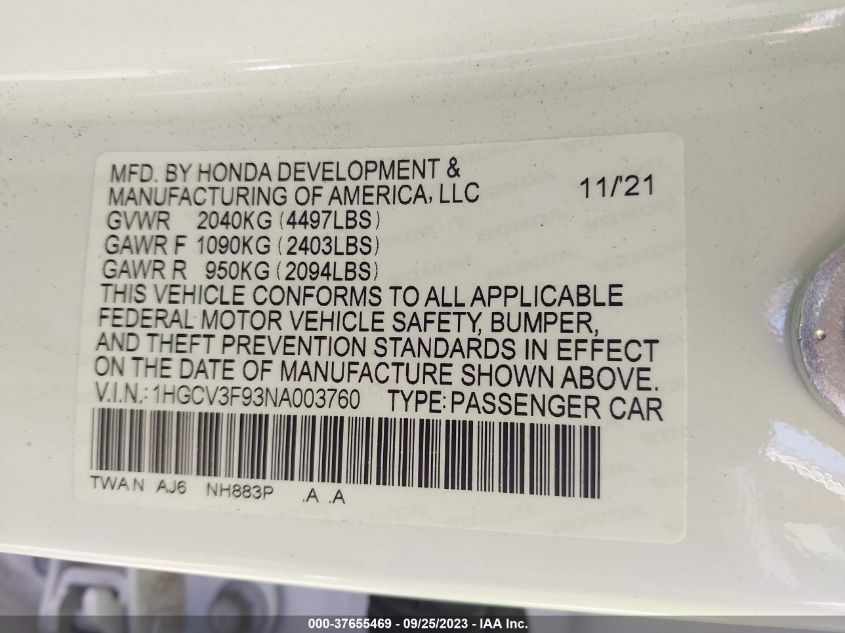 MFD. BY HONDA DEVELOPMENT &
MANUFACTURING OF AMERICA, LLC 11/'21
GVWR 2040KG (4497LBS)
GAWR F 1090KG (2403LBS)
GAWR R 950KG (2094LBS)
THIS VEHICLE CONFORMS TO ALL APPLICABLE
FEDERAL MOTOR VEHICLE SAFETY, BUMPER,
AND THEFT PREVENTION STANDARDS IN EFFECT
ON THE DATE OF MANUFACTURE SHOWN ABOVE.
V.I.N.: 1HGCV3F93NA003760 TYPE:PASSENGER CAR
TWA N AJ6 NH883P .A .A
000-37655469 / 09/25/2023 - IAA Inc.